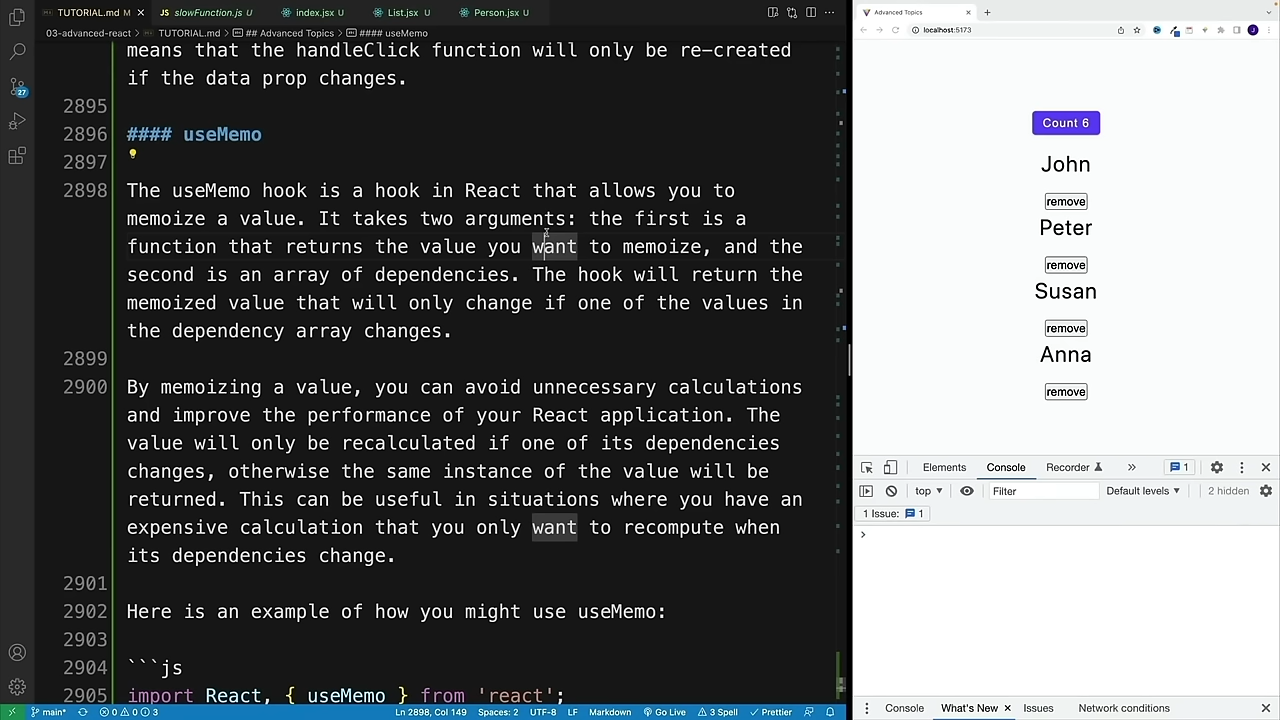 TUTORIAL.md M
slowFunction.js U
index.jsx U
List.jsx U
Person.jsx U
03-advanced-react > TUTORIAL.md > ## Advanced Topics > #### useMemo
means that the handleClick function will only be re-created
if the data prop changes.
2895
2896 #### useMemo
2897
2898 The useMemo hook is a hook in React that allows you to
memoize a value. It takes two arguments: the first is a
function that returns the value you want to memoize, and the
second is an array of dependencies. The hook will return the
memoized value that will only change if one of the values in
the dependency array changes.
2899
2900 By memoizing a value, you can avoid unnecessary calculations
and improve the performance of your React application. The
value will only be recalculated if one of its dependencies
changes, otherwise the same instance of the value will be
returned. This can be useful in situations where you have an
expensive calculation that you only want to recompute when
its dependencies change.
2901
2902 Here is an example of how you might use useMemo:
2903
2904 ```js
2905 import React, { useMemo } from 'react';
27
main* 0 0 3 Ln 2898, Col 149 Spaces: 2 UTF-8 LF Markdown Go Live 3 Spell Prettier
Advanced Topics
localhost:5173
J
Count 6
John
remove
Peter
remove
Susan
remove
Anna
remove
Elements Console Recorder 1
top Filter Default levels 2 hidden
1 Issue: 1
Console What's New Issues Network conditions